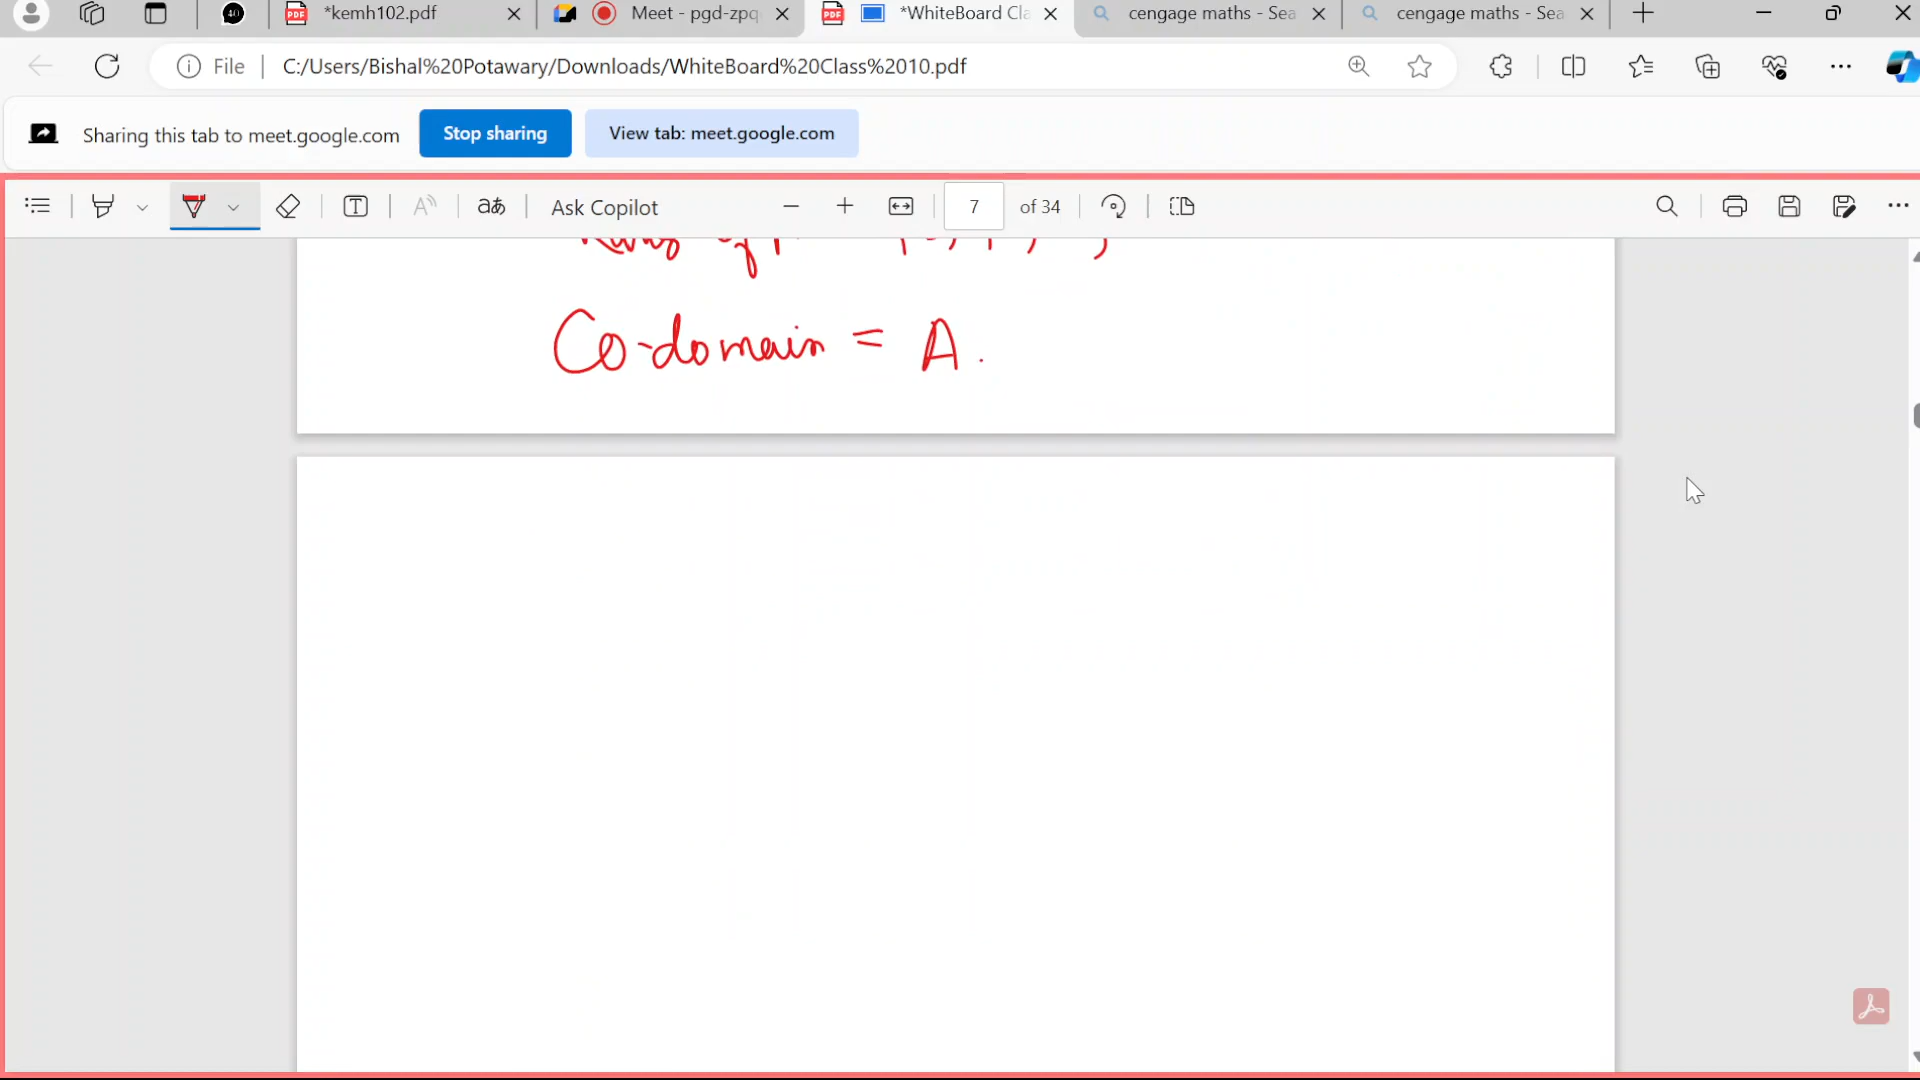 40
*kemh102.pdf
Meet - pgd-zpq
*WhiteBoard Cla
cengage maths - Sea
cengage maths - Sea
File
C:/Users/Bishal%20Potawary/Downloads/WhiteBoard%20Class%2010.pdf
Sharing this tab to meet.google.com
Stop sharing
View tab: meet.google.com
Ask Copilot
7
of 34
Co-domain = A.